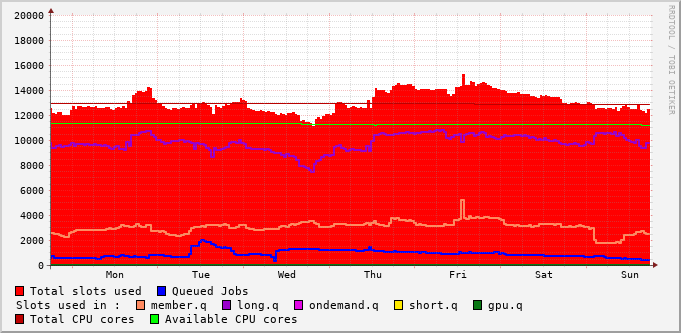 20000
18000
16000
14000
12000
10000
8000
6000
4000
2000
0
Mon Tue Wed Thu Fri Sat Sun
RRDTOOL / TOBI OETIKER
Total slots used Queued Jobs
Slots used in : member.q long.q ondemand.q short.q gpu.q
Total CPU cores Available CPU cores